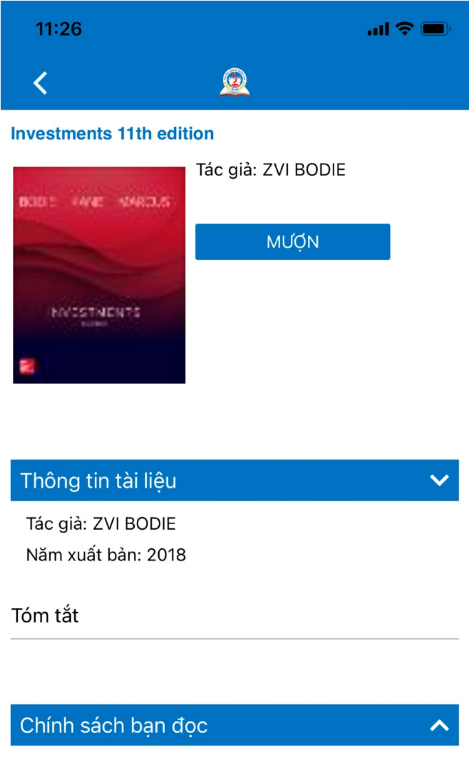 11:26
Investments 11th edition
Tác giả: ZVI BODIE
BODIE KANE MARCUS
MƯỢN
INVESTMENTS
Thông tin tài liệu
Tác giả: ZVI BODIE
Năm xuất bản: 2018
Tóm tắt
Chính sách bạn đọc